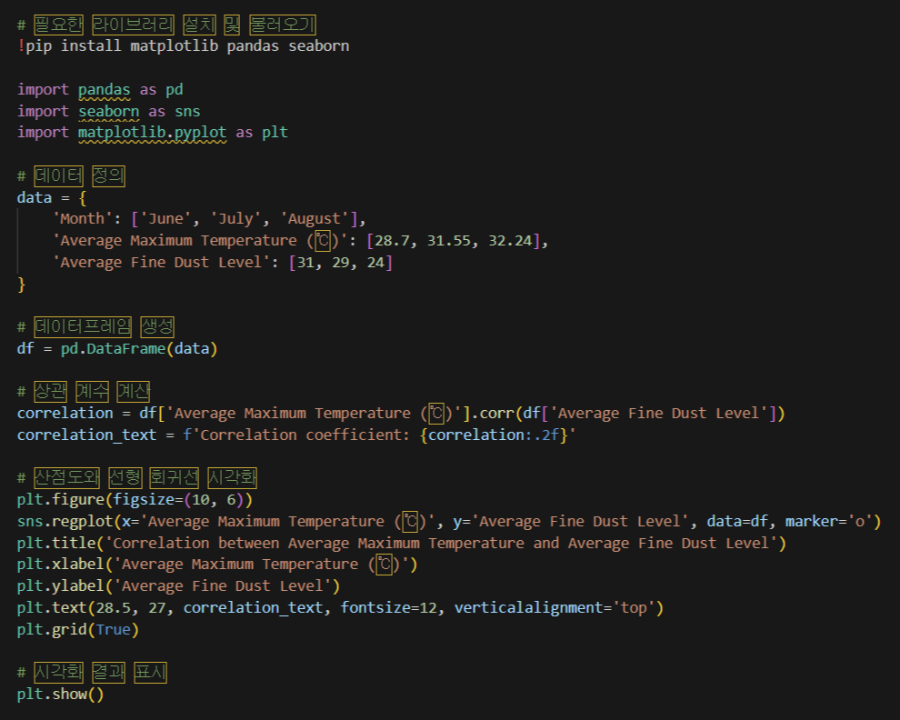 # 필요한 라이브러리 설치 및 불러오기
!pip install matplotlib pandas seaborn
import pandas as pd
import seaborn as sns
import matplotlib.pyplot as plt
# 데이터 정의
data = {
'Month': ['June', 'July', 'August'],
'Average Maximum Temperature (℃)': [28.7, 31.55, 32.24],
'Average Fine Dust Level': [31, 29, 24]
}
# 데이터프레임 생성
df = pd.DataFrame(data)
# 상관 계수 계산
correlation = df['Average Maximum Temperature (℃)'].corr(df['Average Fine Dust Level'])
correlation_text = f'Correlation coefficient: {correlation:.2f}'
# 산점도와 선형 회귀선 시각화
plt.figure(figsize=(10, 6))
sns.regplot(x='Average Maximum Temperature (℃)', y='Average Fine Dust Level', data=df, marker='o')
plt.title('Correlation between Average Maximum Temperature and Average Fine Dust Level')
plt.xlabel('Average Maximum Temperature (℃)')
plt.ylabel('Average Fine Dust Level')
plt.text(28.5, 27, correlation_text, fontsize=12, verticalalignment='top')
plt.grid(True)
# 시각화 결과 표시
plt.show()